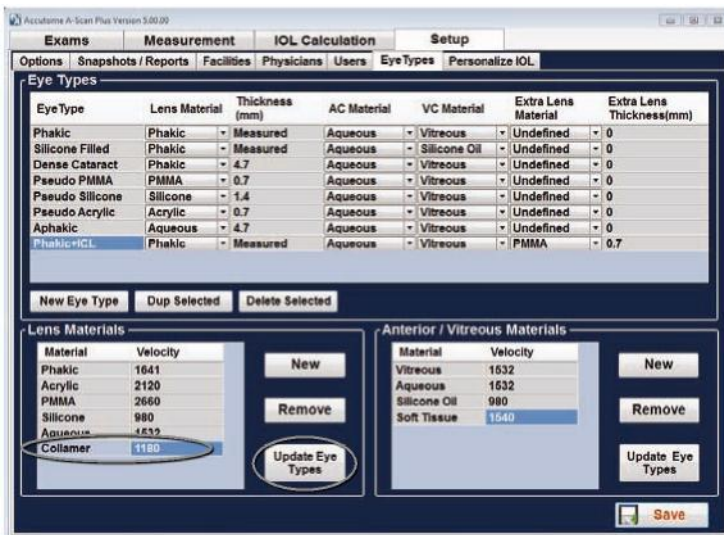 Accutome A-Scan Plus Version 5.00.09
Exams Measurement IOL Calculation Setup
Options Snapshots / Reports Facilities Physicians Users EyeTypes Personalize IOL
Eye Types
EyeType Lens Material Thickness (mm) AC Material VC Material Extra Lens Material Extra Lens Thickness(mm)
Phakic Phakic Measured Aqueous Vitreous Undefined 0
Silicone Filled Phakic Measured Aqueous Silicone Oil Undefined 0
Dense Cataract Phakic 4.7 Aqueous Vitreous Undefined 0
Pseudo PMMA PMMA 0.7 Aqueous Vitreous Undefined 0
Pseudo Silicone Silicone 1.4 Aqueous Vitreous Undefined 0
Pseudo Acrylic Acrylic 0.7 Aqueous Vitreous Undefined 0
Aphakic Aqueous 4.7 Aqueous Vitreous Undefined 0
Phakic+ICL Phakic Measured Aqueous Vitreous PMMA 0.7
New Eye Type Dup Selected Delete Selected
Lens Materials
Material Velocity
Phakic 1641
Acrylic 2120
PMMA 2660
Silicone 980
Aqueous 1532
Collamer 1180
New
Remove
Update Eye Types
Anterior / Vitreous Materials
Material Velocity
Vitreous 1532
Aqueous 1532
Silicone Oil 980
Soft Tissue 1540
New
Remove
Update Eye Types
Save